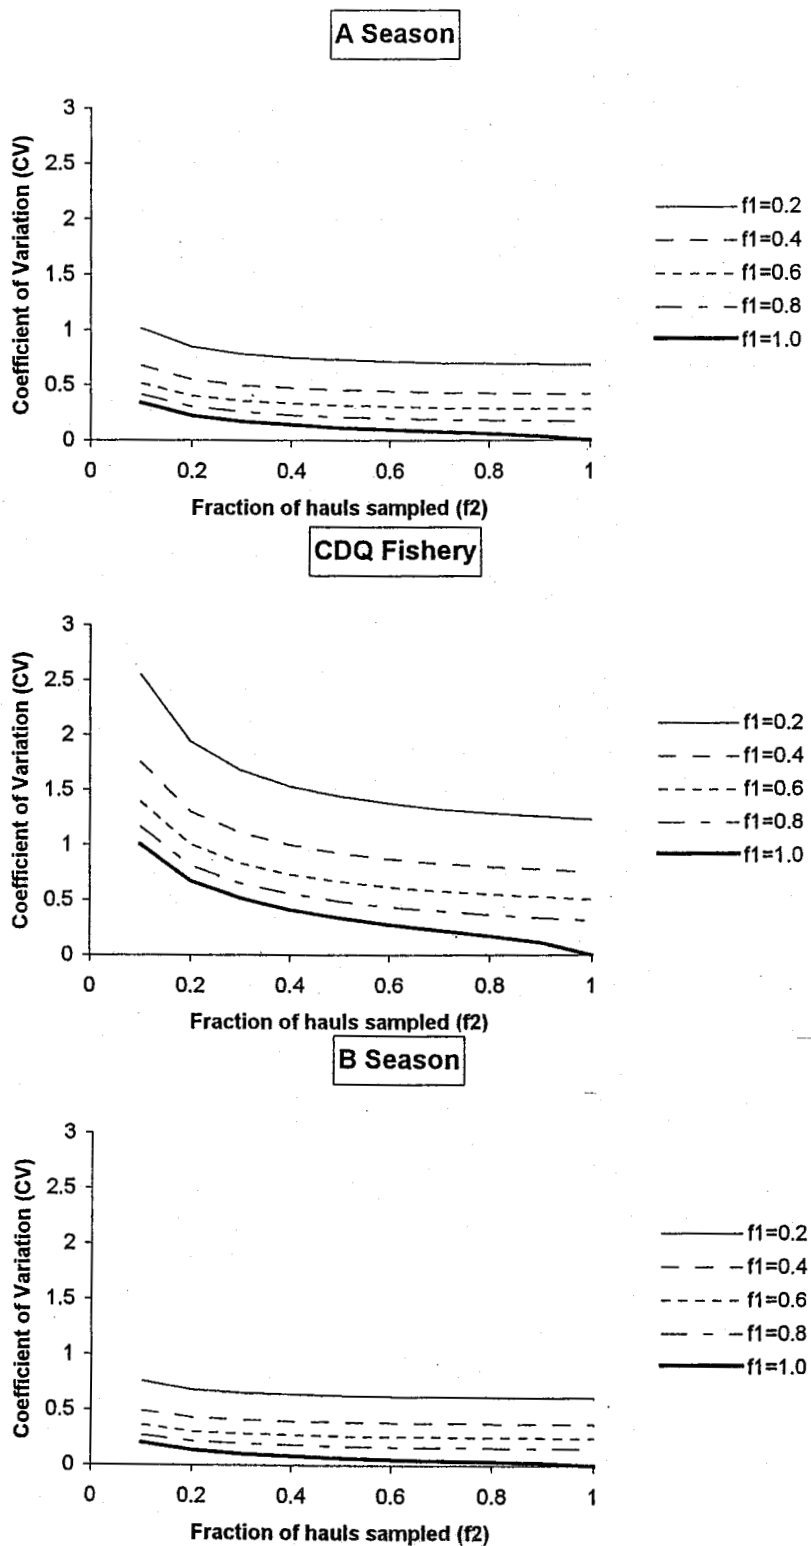 A Season
3
2.5
2
1.5
1
0.5
0
0 0.2 0.4 0.6 0.8 1
Coefficient of Variation (CV)
Fraction of hauls sampled (f2)
f1=0.2
f1=0.4
f1=0.6
f1=0.8
f1=1.0
CDQ Fishery
3
2.5
2
1.5
1
0.5
0
0 0.2 0.4 0.6 0.8 1
Coefficient of Variation (CV)
Fraction of hauls sampled (f2)
f1=0.2
f1=0.4
f1=0.6
f1=0.8
f1=1.0
B Season
3
2.5
2
1.5
1
0.5
0
0 0.2 0.4 0.6 0.8 1
Coefficient of Variation (CV)
Fraction of hauls sampled (f2)
f1=0.2
f1=0.4
f1=0.6
f1=0.8
f1=1.0